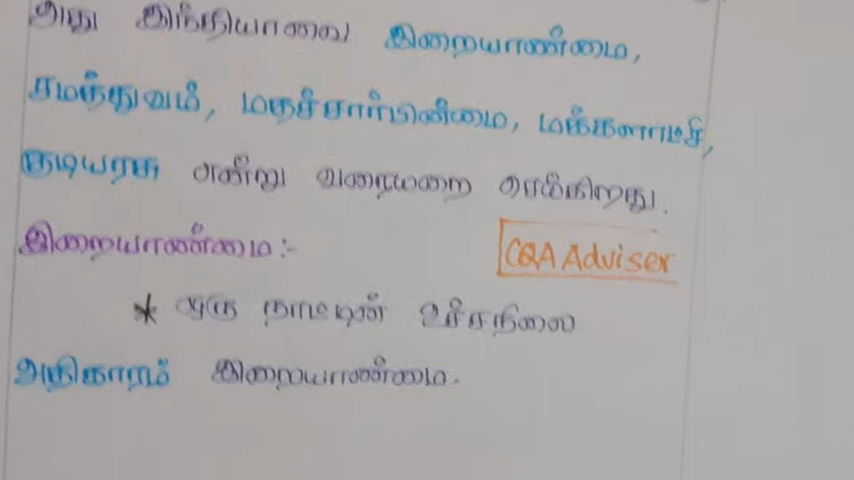 அது இந்தியாவை இறையாண்மை,
சமத்துவம், மதச்சார்பின்மை, மக்களாட்சி,
குடியரசு என்று வரையறை செய்கிறது.
இறையாண்மை:-
CQA Adviser
* ஒரு நாட்டின் உச்சநிலை
அதிகாரம் இறையாண்மை.